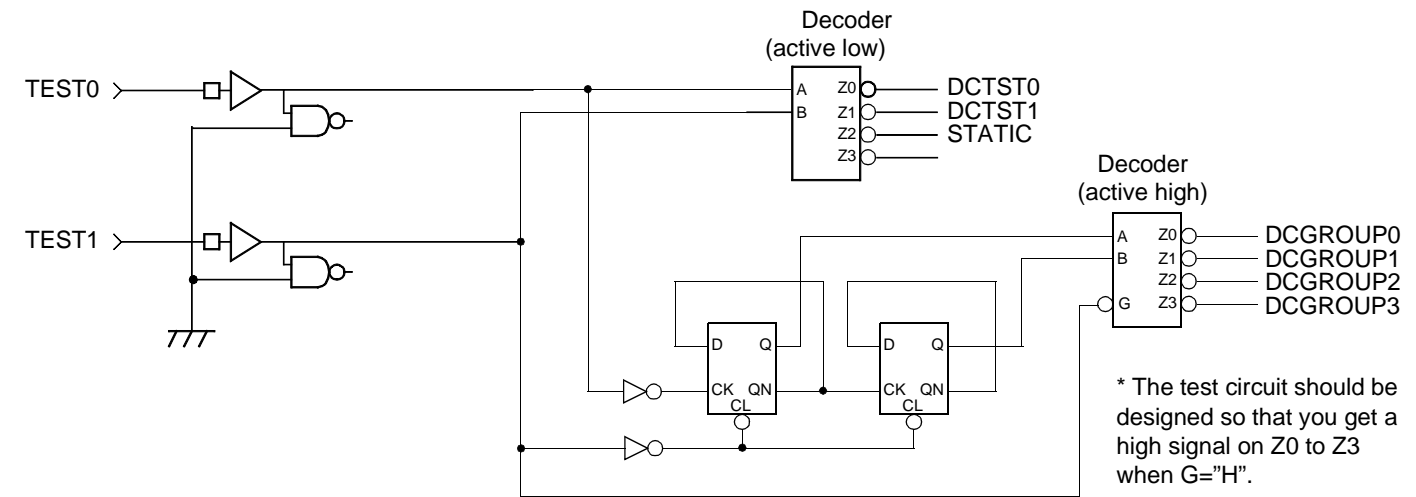 Decoder
(active low)
TEST0
A Z0 DCTST0
B Z1 DCTST1
Z2 STATIC
Z3
Decoder
(active high)
TEST1
A Z0 DCGROUP0
B Z1 DCGROUP1
Z2 DCGROUP2
G Z3 DCGROUP3
D Q
CK QN
CL
D Q
CK QN
CL
* The test circuit should be
designed so that you get a
high signal on Z0 to Z3
when G=”H”.